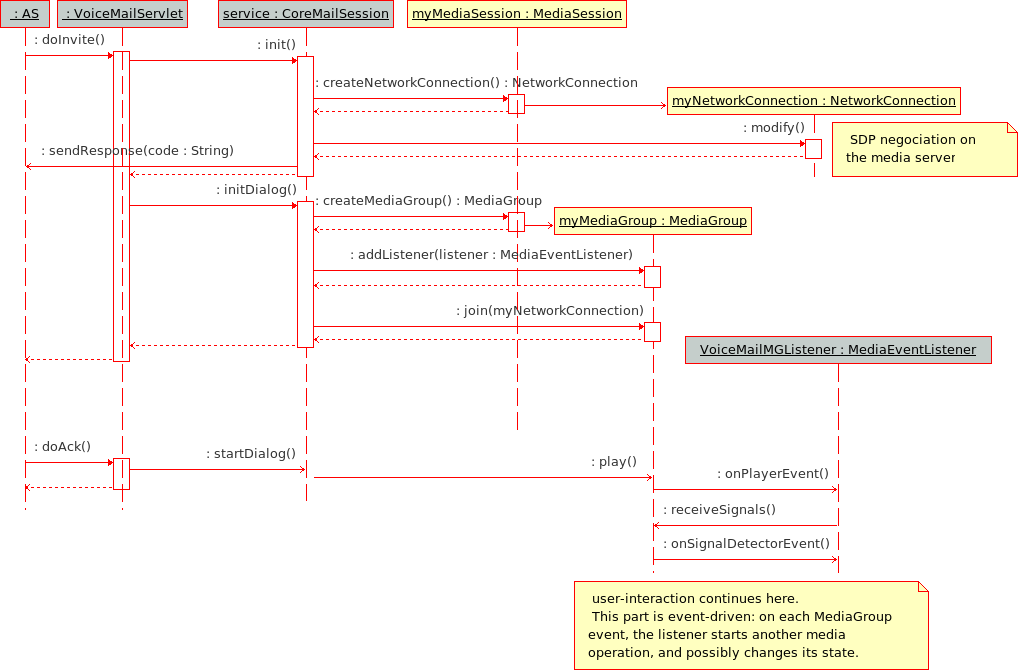 : AS
: VoiceMailServlet
service : CoreMailSession
myMediaSession : MediaSession
: doInvite()
: init()
: createNetworkConnection() : NetworkConnection
myNetworkConnection : NetworkConnection
: modify()
SDP negociation on
the media server
: sendResponse(code : String)
: initDialog()
: createMediaGroup() : MediaGroup
myMediaGroup : MediaGroup
: addListener(listener : MediaEventListener)
: join(myNetworkConnection)
VoiceMailMGListener : MediaEventListener
: doAck()
: startDialog()
: play()
: onPlayerEvent()
: receiveSignals()
: onSignalDetectorEvent()
user-interaction continues here.
This part is event-driven: on each MediaGroup
event, the listener starts another media
operation, and possibly changes its state.